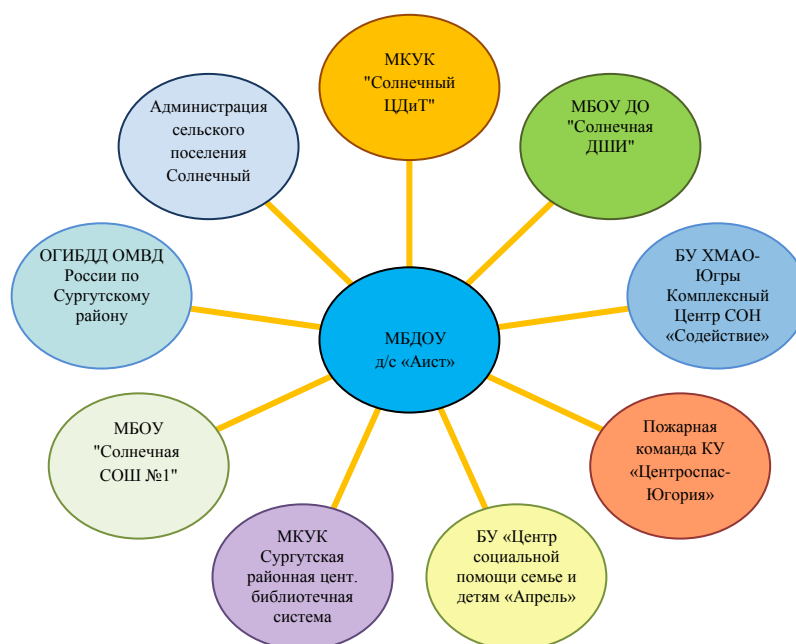 МКУК
"Солнечный
ЦДиТ"
МБОУ ДО
"Солнечная
ДШИ"
БУ ХМАО-
Югры
Комплексный
Центр СОН
«Содействие»
Пожарная
команда КУ
«Центроспас-
Югория»
БУ «Центр
социальной
помощи семье и
детям «Апрель»
МКУК
Сургутская
районная цент.
библиотечная
система
МБОУ
"Солнечная
СОШ №1"
ОГИБДД ОМВД
России по
Сургутскому
району
Администрация
сельского
поселения
Солнечный
МБДОУ
д/с «Аист»